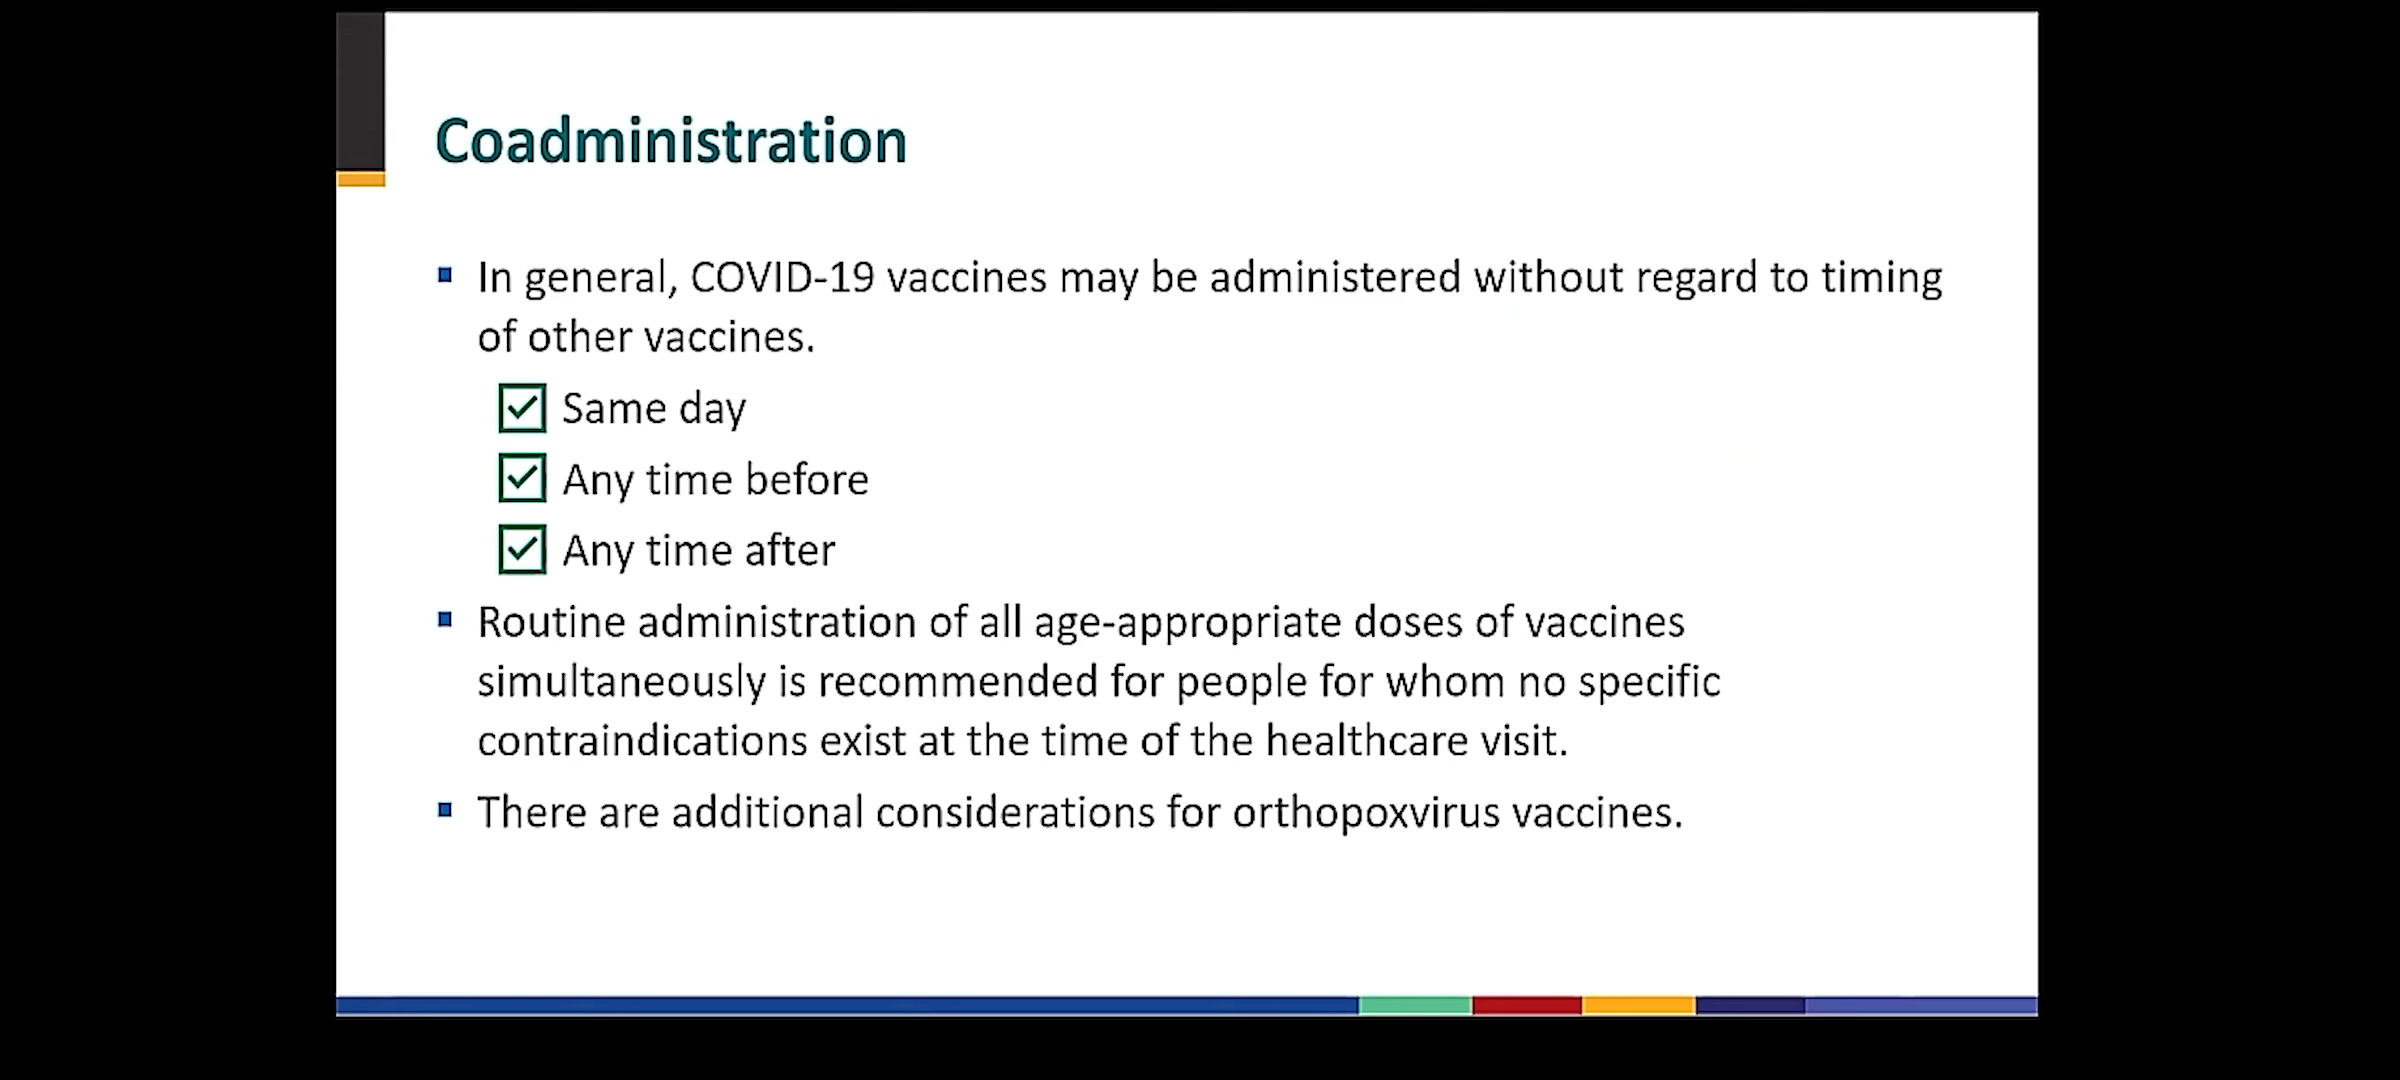 Coadministration
In general, COVID-19 vaccines may be administered without regard to timing
of other vaccines.
Same day
Any time before
Any time after
Routine administration of all age-appropriate doses of vaccines
simultaneously is recommended for people for whom no specific
contraindications exist at the time of the healthcare visit.
There are additional considerations for orthopoxvirus vaccines.